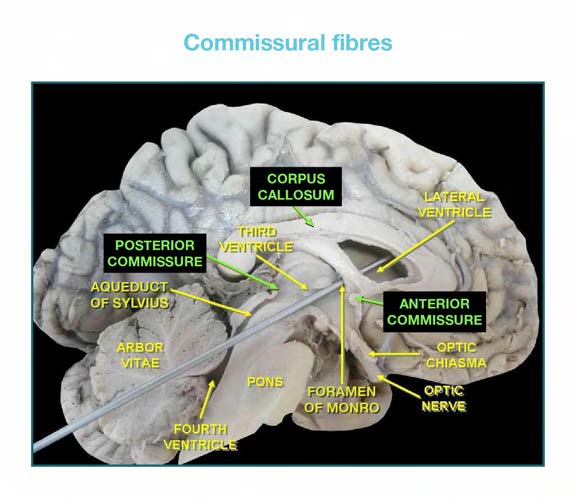 Commissural fibres
CORPUS
CALLOSUM
LATERAL
VENTRICLE
THIRD
VENTRICLE
POSTERIOR
COMMISSURE
AQUEDUCT
OF SYLVIUS
ANTERIOR
COMMISSURE
ARBOR
VITAE
OPTIC
CHIASMA
PONS
FORAMEN
OF MONRO
OPTIC
NERVE
FOURTH
VENTRICLE